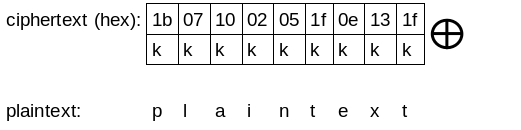 ciphertext (hex): 1b 07 10 02 05 1f 0e 13 1f ⊕
k k k k k k k k k
plaintext: p l a i n t e x t